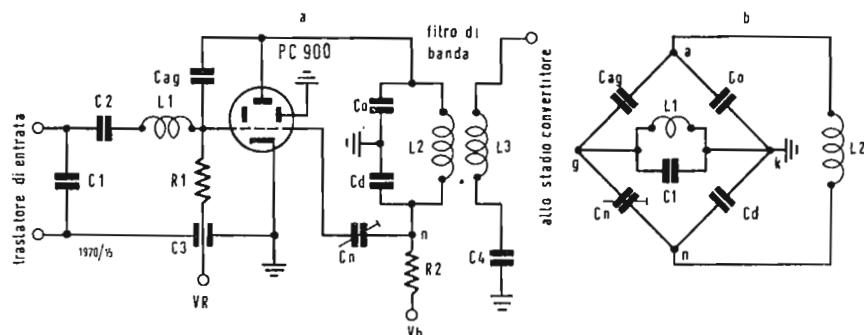 a
b
PC 900
filtro di
banda
Cag
C2
L1
C1
R1
C3
1970/15
VR
traslatore di entrata
Co
Cd
L2
L3
n
Cn
R2
C4
Vb
allo stadio convertitore
a
Cag
Co
L1
g
k
C1
Cn
Cd
n
L2